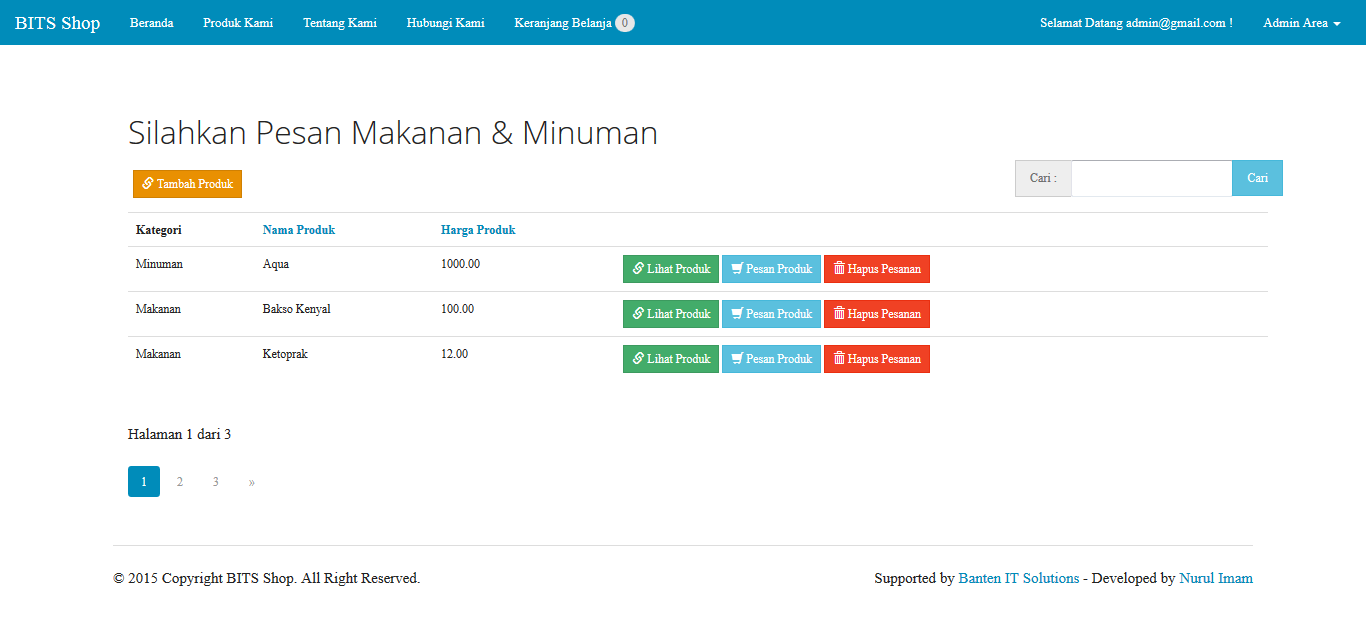 BITS Shop Beranda Produk Kami Tentang Kami Hubungi Kami Keranjang Belanja 0 Selamat Datang admin@gmail.com ! Admin Area
Silahkan Pesan Makanan & Minuman
Tambah Produk Cari : Cari
Kategori Nama Produk Harga Produk
Minuman Aqua 1000.00 Lihat Produk Pesan Produk Hapus Pesanan
Makanan Bakso Kenyal 100.00 Lihat Produk Pesan Produk Hapus Pesanan
Makanan Ketoprak 12.00 Lihat Produk Pesan Produk Hapus Pesanan
Halaman 1 dari 3
1 2 3 »
© 2015 Copyright BITS Shop. All Right Reserved. Supported by Banten IT Solutions - Developed by Nurul Imam